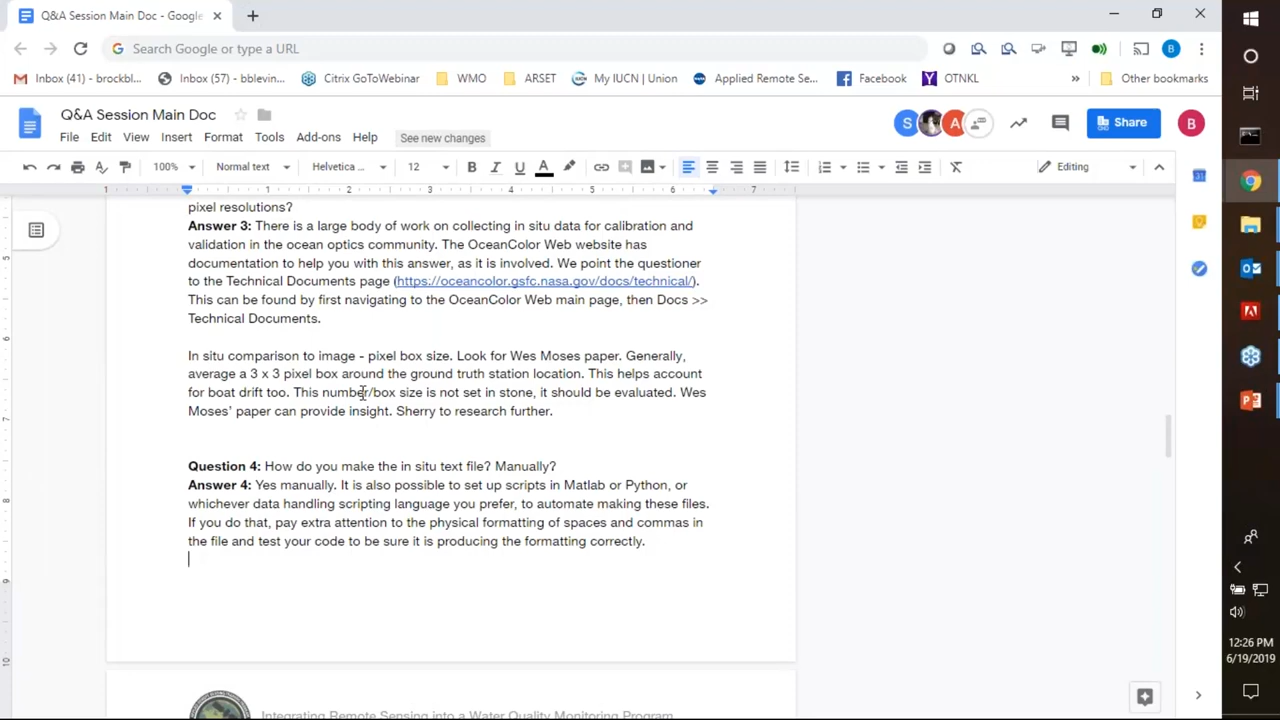 Q&A Session Main Doc - Google
Search Google or type a URL
Inbox (41) - brockbl...
Inbox (57) - bblevin...
Citrix GoToWebinar
WMO
ARSET
My IUCN | Union
Applied Remote Se...
Facebook
OTNKL
Other bookmarks
Q&A Session Main Doc
File Edit View Insert Format Tools Add-ons Help See new changes
S A Share B
100% Normal text Helvetica ... 12 B I U A Editing
1 1 2 3 4 5 6 7
pixel resolutions?
Answer 3: There is a large body of work on collecting in situ data for calibration and
validation in the ocean optics community. The OceanColor Web website has
documentation to help you with this answer, as it is involved. We point the questioner
to the Technical Documents page (https://oceancolor.gsfc.nasa.gov/docs/technical/).
This can be found by first navigating to the OceanColor Web main page, then Docs >>
Technical Documents.
In situ comparison to image - pixel box size. Look for Wes Moses paper. Generally,
average a 3 x 3 pixel box around the ground truth station location. This helps account
for boat drift too. This number/box size is not set in stone, it should be evaluated. Wes
Moses' paper can provide insight. Sherry to research further.
Question 4: How do you make the in situ text file? Manually?
Answer 4: Yes manually. It is also possible to set up scripts in Matlab or Python, or
whichever data handling scripting language you prefer, to automate making these files.
If you do that, pay extra attention to the physical formatting of spaces and commas in
the file and test your code to be sure it is producing the formatting correctly.
Integrating Remote Sensing into a Water Quality Monitoring Program
12:26 PM
6/19/2019